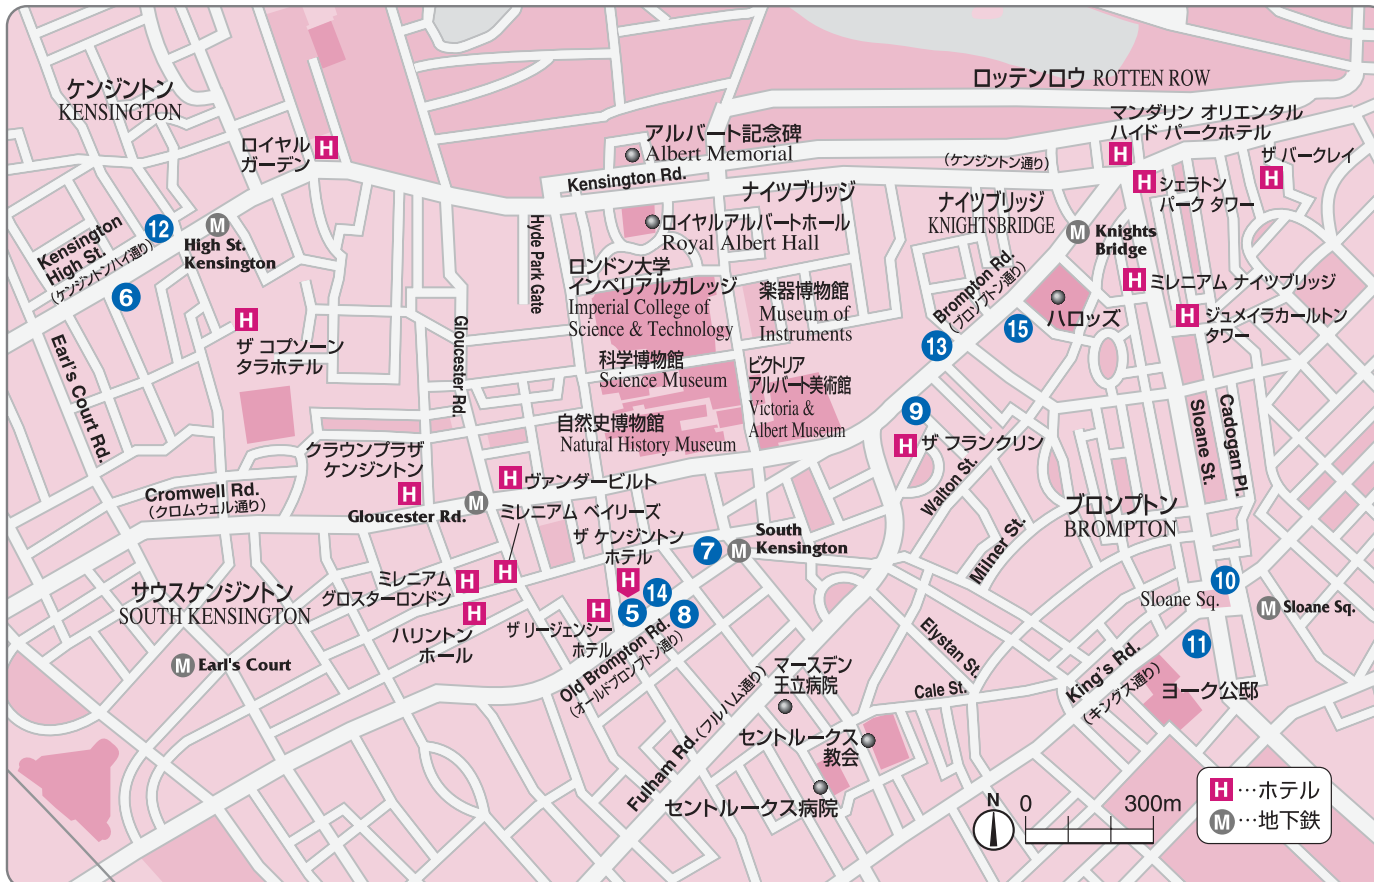 ケンジントン
KENSINGTON
ロッテンロウ ROTTEN ROW
マンダリン オリエンタル
ハイド パークホテル
ロイヤル
ガーデン
H
アルバート記念碑
Albert Memorial
(ケンジントン通り)
H
ザ バークレイ
H
Kensington Rd.
ナイツブリッジ
H
シェラトン
パーク タワー
ナイツブリッジ
KNIGHTSBRIDGE
Kensington
High St.
(ケンジントンハイ通り)
12
M
High St.
Kensington
Hyde Park Gate
ロイヤルアルバートホール
Royal Albert Hall
M
Knights
Bridge
ロンドン大学
インペリアルカレッジ
Imperial College of
Science & Technology
楽器博物館
Museum of
Instruments
Brompton Rd.
(ブロンプトン通り)
H
ミレニアム ナイツブリッジ
6
H
ザ コプソーン
タラホテル
Gloucester Rd.
13
15
ハロッズ
H
ジュメイラカールトン
タワー
Earl's Court Rd.
科学博物館
Science Museum
ビクトリア
アルバート美術館
Victoria &
Albert Museum
自然史博物館
Natural History Museum
9
H
ザ フランクリン
Sloane St.
Cadogan Pl.
クラウンプラザ
ケンジントン
H
H
ヴァンダービルト
Walton St.
Cromwell Rd.
(クロムウェル通り)
Gloucester Rd.
M
ミレニアム ベイリーズ
H
ザ ケンジントン
ホテル
H
7
M
South
Kensington
Milner St.
ブロンプトン
BROMPTON
サウスケンジントン
SOUTH KENSINGTON
ミレニアム
グロスターロンドン
H
H
ハリントン
ホール
H
ザ リージェンシー
ホテル
5
14
8
10
Sloane Sq.
M
Sloane Sq.
M
Earl's Court
Old Brompton Rd.
(オールドブロンプトン通り)
Elystan St.
11
マースデン
王立病院
Cale St.
King's Rd.
(キングス通り)
ヨーク公邸
Fulham Rd.(フルハム通り)
セントルークス
教会
セントルークス病院
N
0
300m
H…ホテル
M…地下鉄